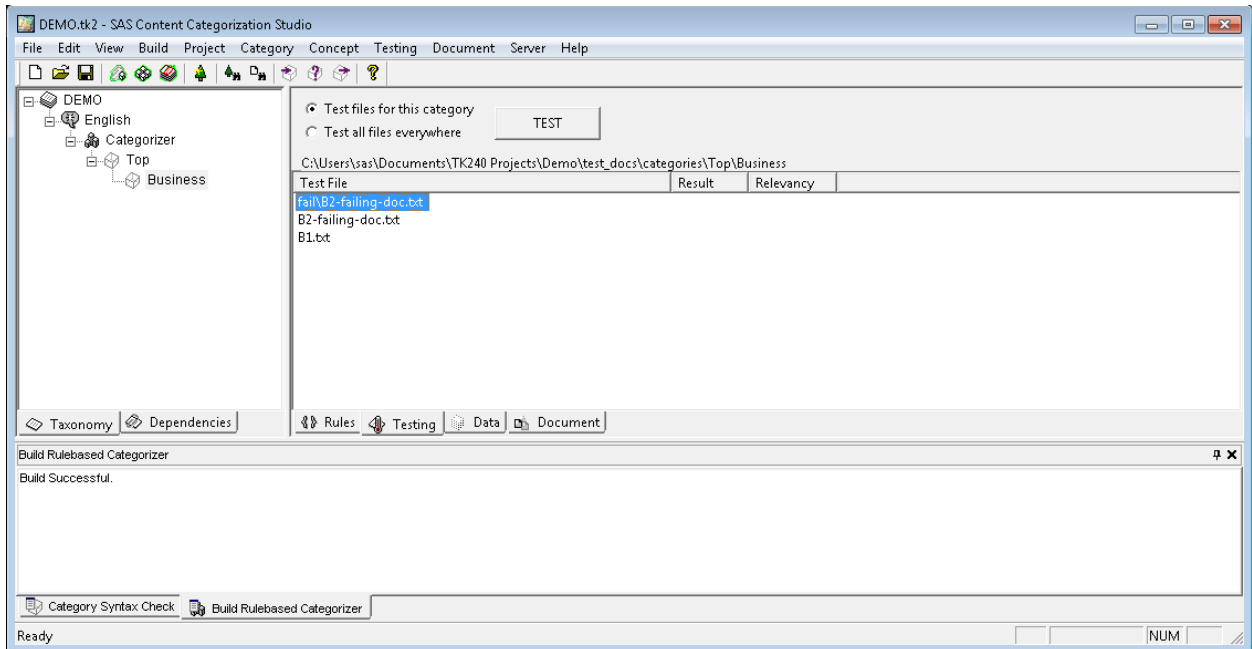 DEMO.tk2 - SAS Content Categorization Studio
File Edit View Build Project Category Concept Testing Document Server Help
DEMO
English
Categorizer
Top
Business
Taxonomy Dependencies
Test files for this category
Test all files everywhere
TEST
C:\Users\sas\Documents\TK240 Projects\Demo\test_docs\categories\Top\Business
Test File Result Relevancy
fail\B2-failing-doc.txt
B2-failing-doc.txt
B1.txt
Rules Testing Data Document
Build Rulebased Categorizer
Build Successful.
Category Syntax Check Build Rulebased Categorizer
Ready NUM